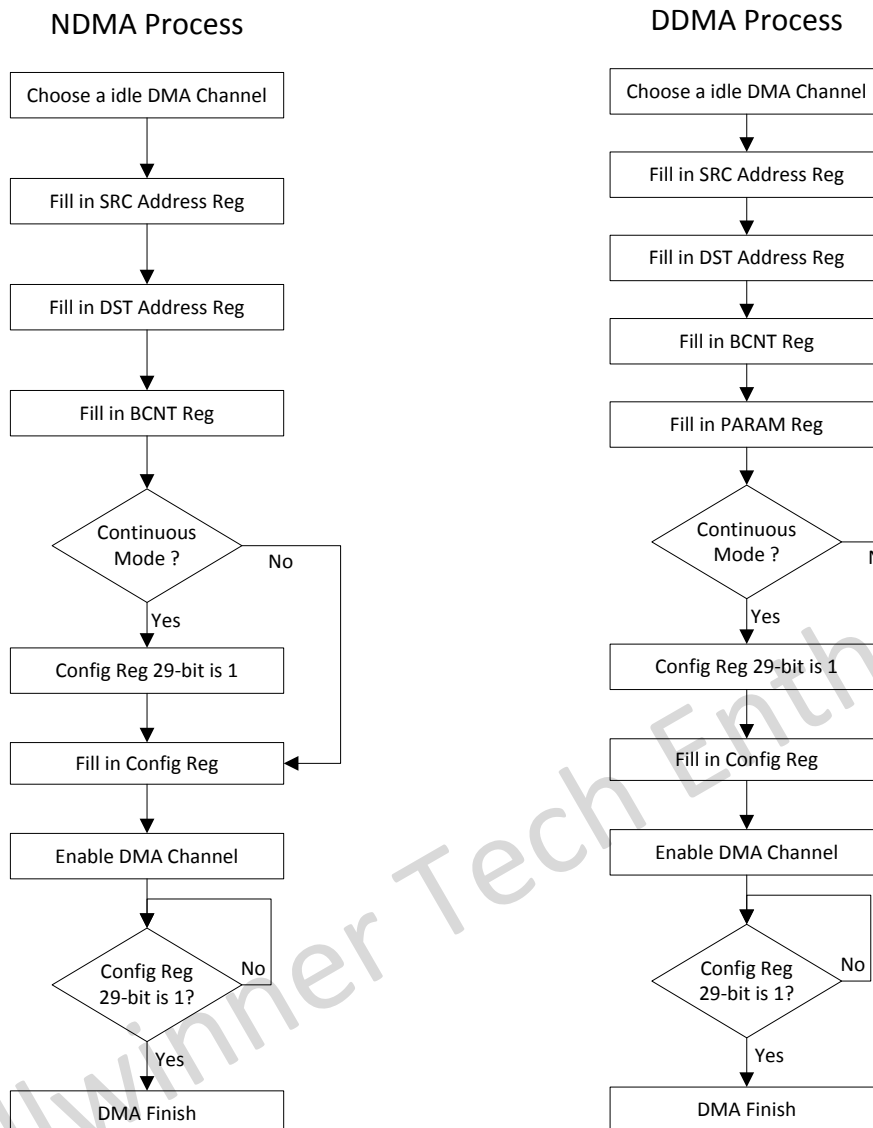 NDMA Process
Choose a idle DMA Channel
Fill in SRC Address Reg
Fill in DST Address Reg
Fill in BCNT Reg
Continuous
Mode ?
No
Yes
Config Reg 29-bit is 1
Fill in Config Reg
Enable DMA Channel
Config Reg
29-bit is 1?
No
Yes
DMA Finish
DDMA Process
Choose a idle DMA Channel
Fill in SRC Address Reg
Fill in DST Address Reg
Fill in BCNT Reg
Fill in PARAM Reg
Continuous
Mode ?
Yes
Config Reg 29-bit is 1
Fill in Config Reg
Enable DMA Channel
Config Reg
29-bit is 1?
No
Yes
DMA Finish
llwinner Tech Enth